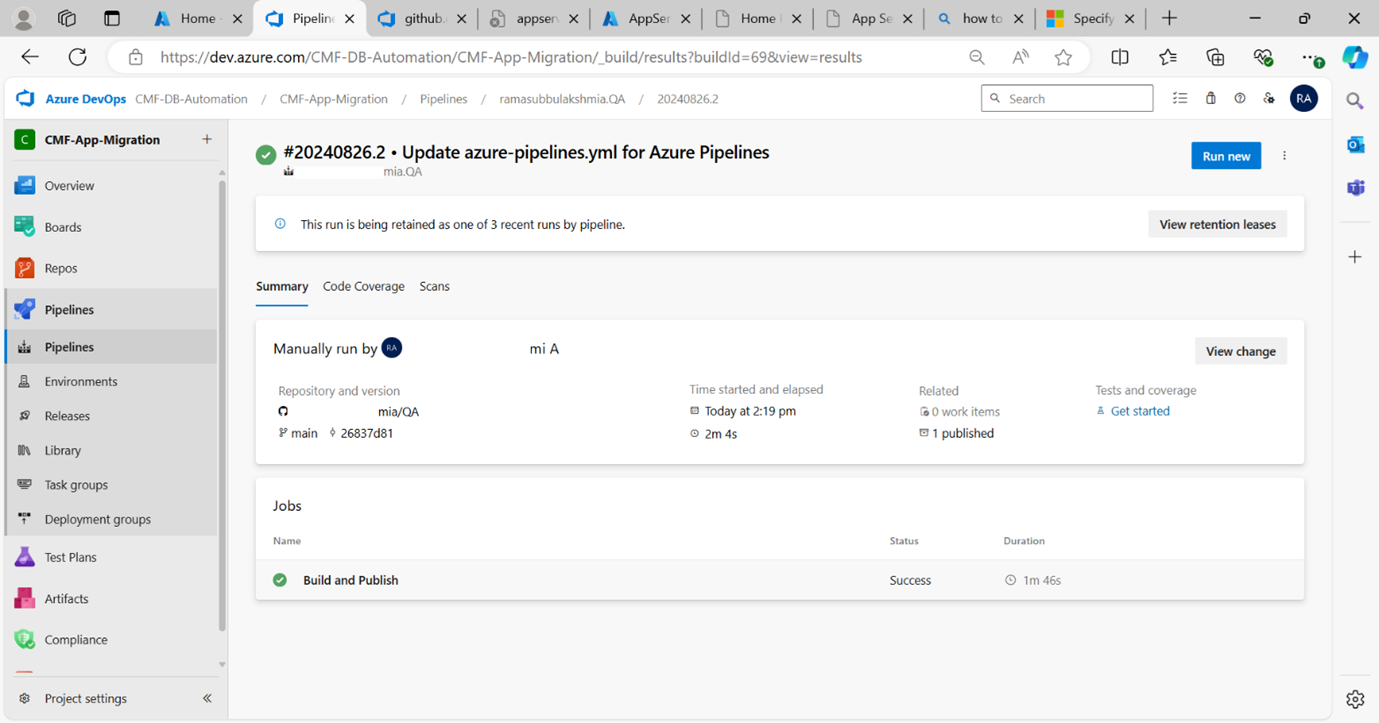 Home
Pipeline
github.
appserv
AppSer
Home
App Se
how to
Specify
https://dev.azure.com/CMF-DB-Automation/CMF-App-Migration/_build/results?buildId=69&view=results
Azure DevOps CMF-DB-Automation / CMF-App-Migration / Pipelines / ramasubbulakshmia.QA / 20240826.2
Search
RA
C CMF-App-Migration
Overview
Boards
Repos
Pipelines
Pipelines
Environments
Releases
Library
Task groups
Deployment groups
Test Plans
Artifacts
Compliance
Project settings
#20240826.2 • Update azure-pipelines.yml for Azure Pipelines
mia.QA
Run new
This run is being retained as one of 3 recent runs by pipeline.
View retention leases
Summary Code Coverage Scans
Manually run by RA mi A
View change
Repository and version Time started and elapsed Related Tests and coverage
mia/QA Today at 2:19 pm 0 work items Get started
main 26837d81 2m 4s 1 published
Jobs
Name Status Duration
Build and Publish Success 1m 46s